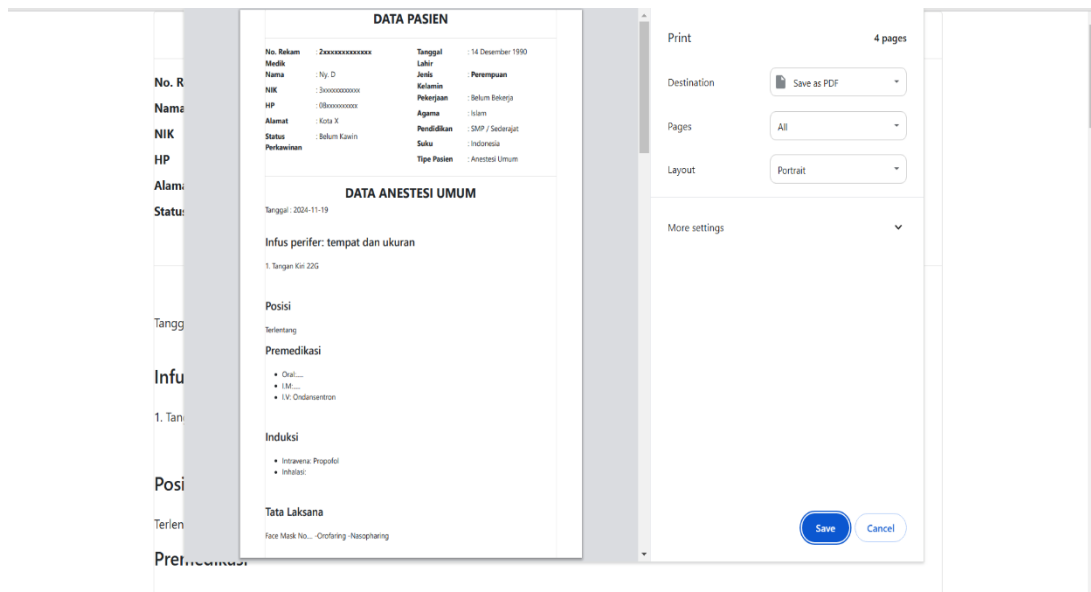 DATA PASIEN
No. Rekam Medik : 2xxxxxxxxxxxxx
Nama : Ny. D
NIK : 3xxxxxxxxxxx
HP : 08xxxxxxxxxx
Alamat : Kota X
Status Perkawinan : Belum Kawin
Tanggal Lahir : 14 Desember 1990
Jenis Kelamin : Perempuan
Pekerjaan : Belum Bekerja
Agama : Islam
Pendidikan : SMP / Sederajat
Suku : Indonesia
Tipe Pasien : Anestesi Umum
DATA ANESTESI UMUM
Tanggal : 2024-11-19
Infus perifer: tempat dan ukuran
1. Tangan Kiri 22G
Posisi
Terlentang
Premedikasi
Oral:.....
I.M:.....
I.V: Ondansentron
Induksi
Intravena: Propofol
Inhalasi:
Tata Laksana
Face Mask No... -Orofaring -Nasopharing
Print
4 pages
Destination
Save as PDF
Pages
All
Layout
Portrait
More settings
Save
Cancel
No. R
Nama
NIK
HP
Alama
Status
Tangg
Infu
1. Tan
Posi
Terlen